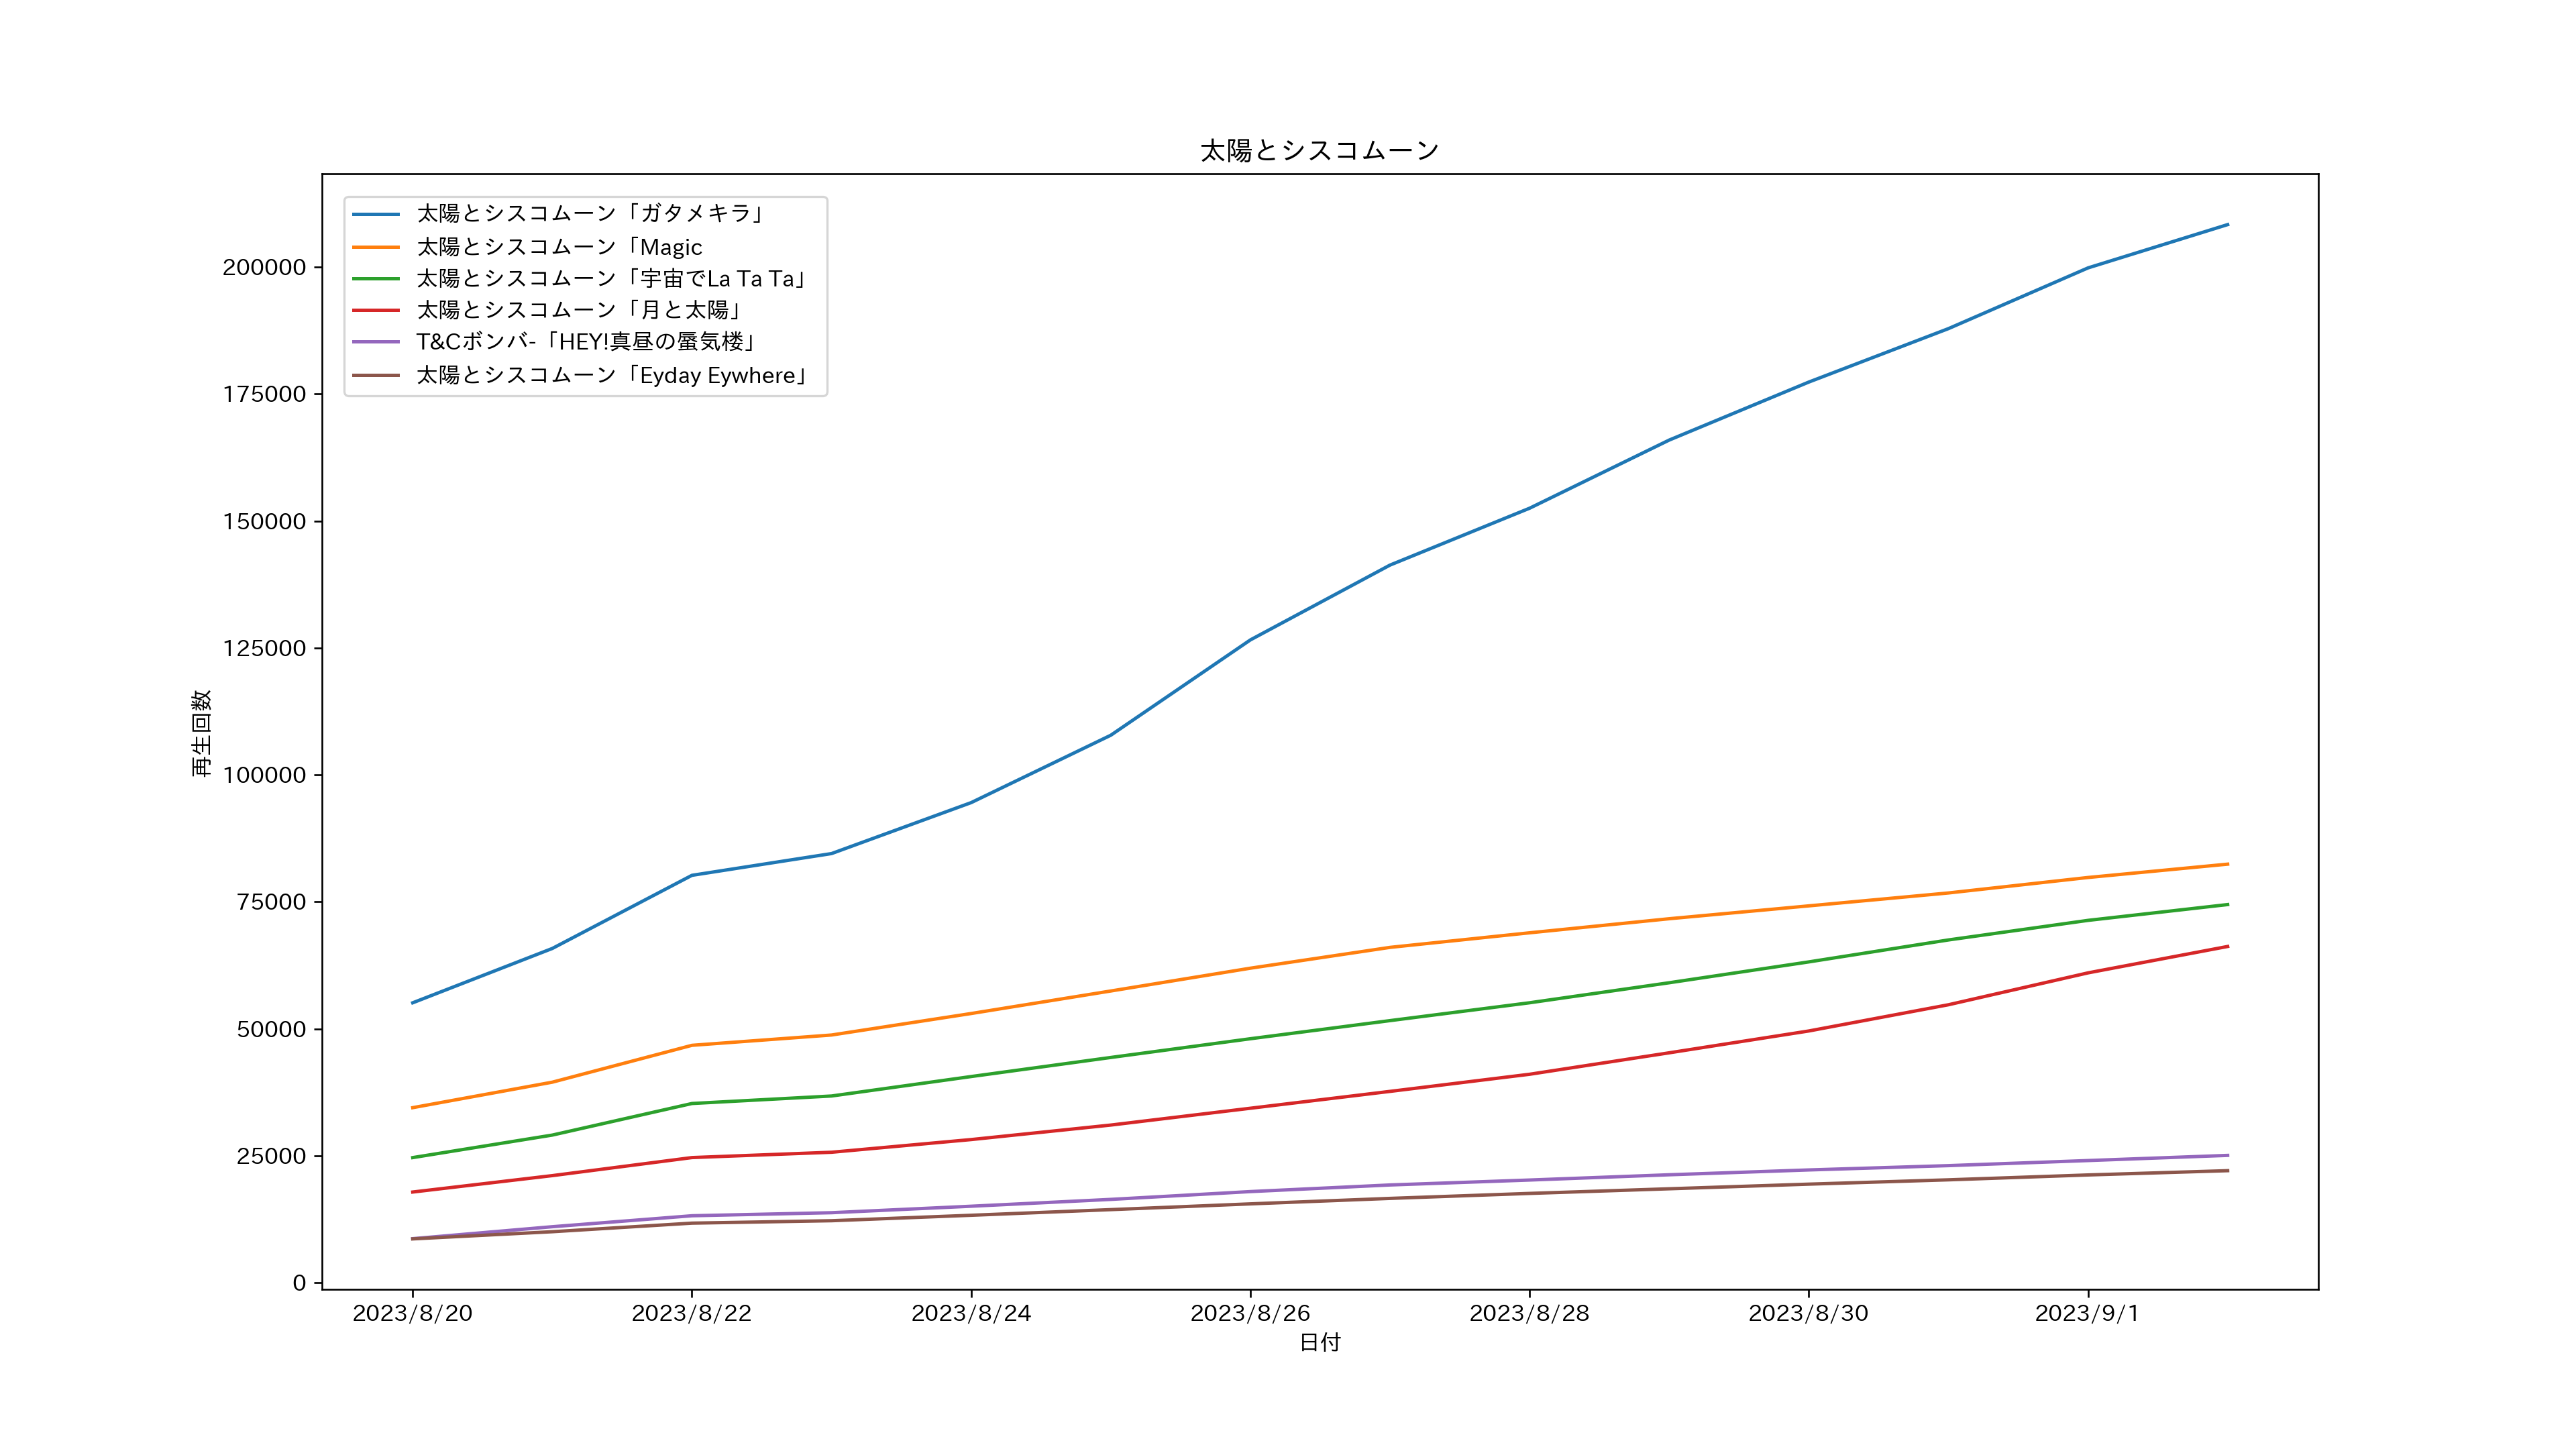 太陽とシスコムーン
太陽とシスコムーン「ガタメキラ」
太陽とシスコムーン「Magic
太陽とシスコムーン「宇宙でLa Ta Ta」
太陽とシスコムーン「月と太陽」
T&Cボンバ-「HEY!真昼の蜃気楼」
太陽とシスコムーン「Eyday Eywhere」
再生回数
200000
175000
150000
125000
100000
75000
50000
25000
0
2023/8/20 2023/8/22 2023/8/24 2023/8/26 2023/8/28 2023/8/30 2023/9/1
日付